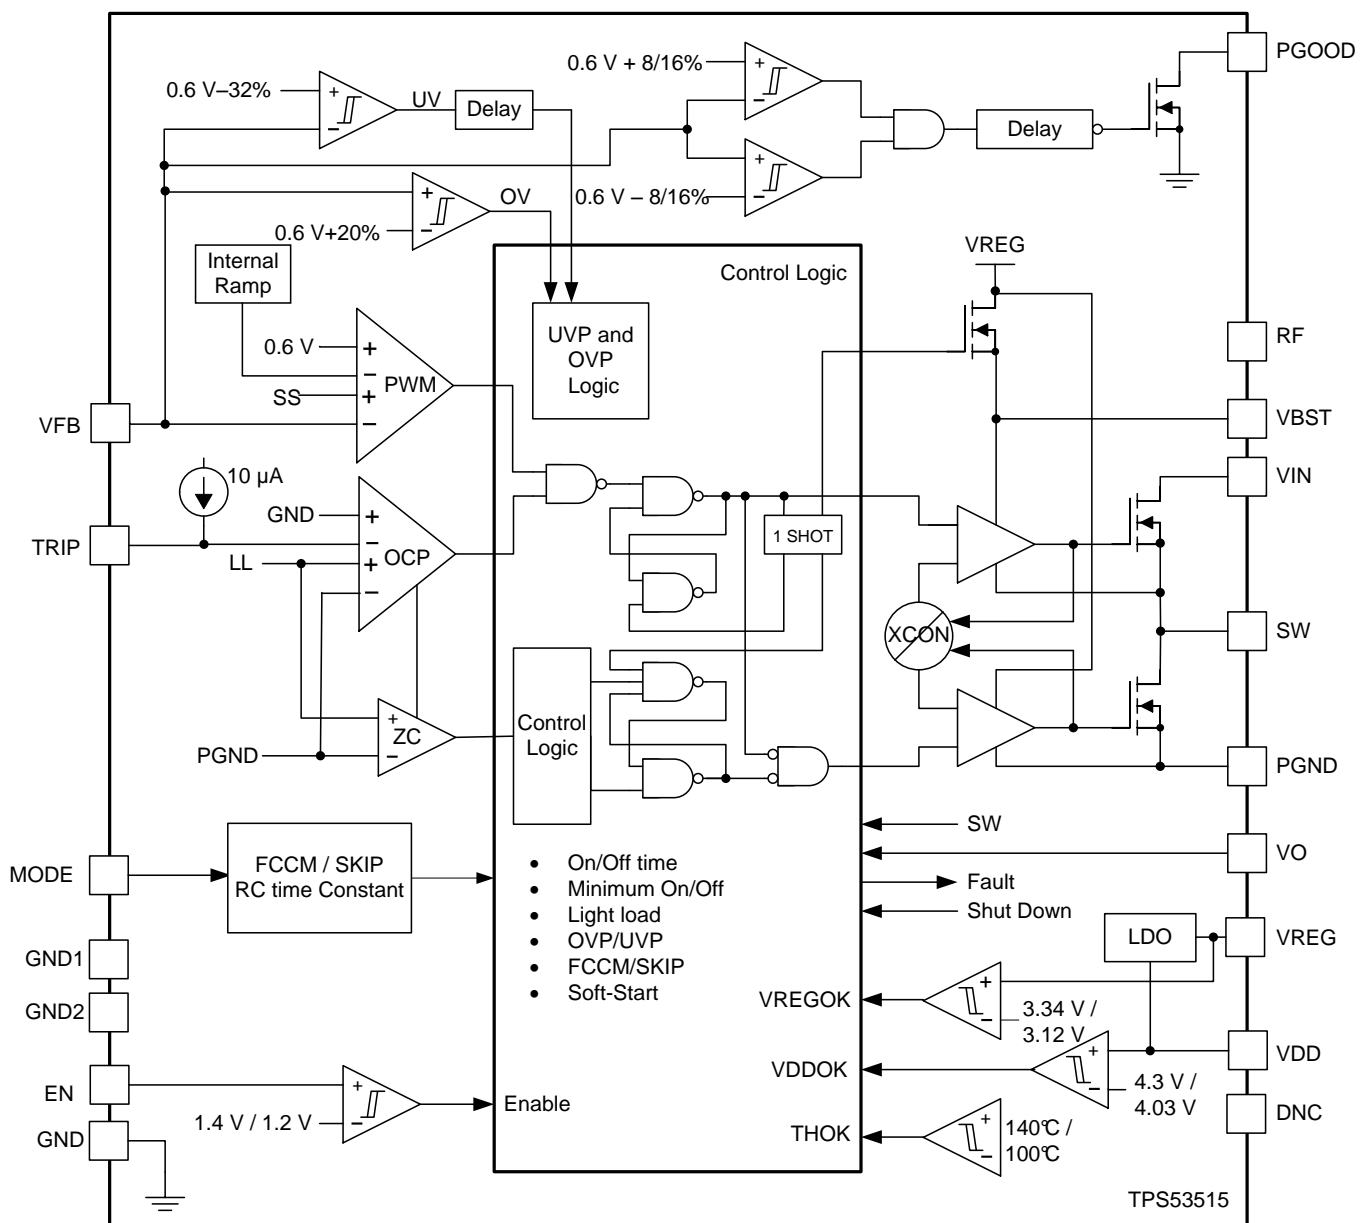 PGOOD
0.6 V + 8/16%
0.6 V–32%
+
–
UV
Delay
+
–
Delay
+
–
0.6 V – 8/16%
+
–
OV
0.6 V+20%
Internal
Ramp
Control Logic
VREG
UVP and
OVP
Logic
RF
0.6 V
+
–
SS
+
–
PWM
VFB
VBST
10 µA
VIN
GND
+
–
TRIP
LL
+
–
OCP
1 SHOT
XCON
SW
Control
Logic
+
–
ZC
PGND
PGND
SW
VO
MODE
FCCM / SKIP
RC time Constant
• On/Off time
• Minimum On/Off
• Light load
• OVP/UVP
• FCCM/SKIP
• Soft-Start
Fault
Shut Down
LDO
VREG
GND1
GND2
VREGOK
+
–
3.34 V /
3.12 V
VDDOK
+
–
4.3 V /
4.03 V
VDD
EN
+
–
1.4 V / 1.2 V
Enable
DNC
GND
THOK
+
–
140°C /
100°C
TPS53515